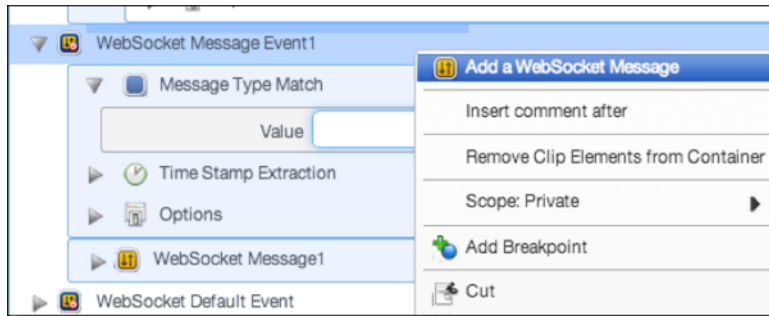 WebSocket Message Event1
Add a WebSocket Message
Message Type Match
Insert comment after
Value
Remove Clip Elements from Container
Time Stamp Extraction
Scope: Private
Options
Add Breakpoint
WebSocket Message1
Cut
WebSocket Default Event